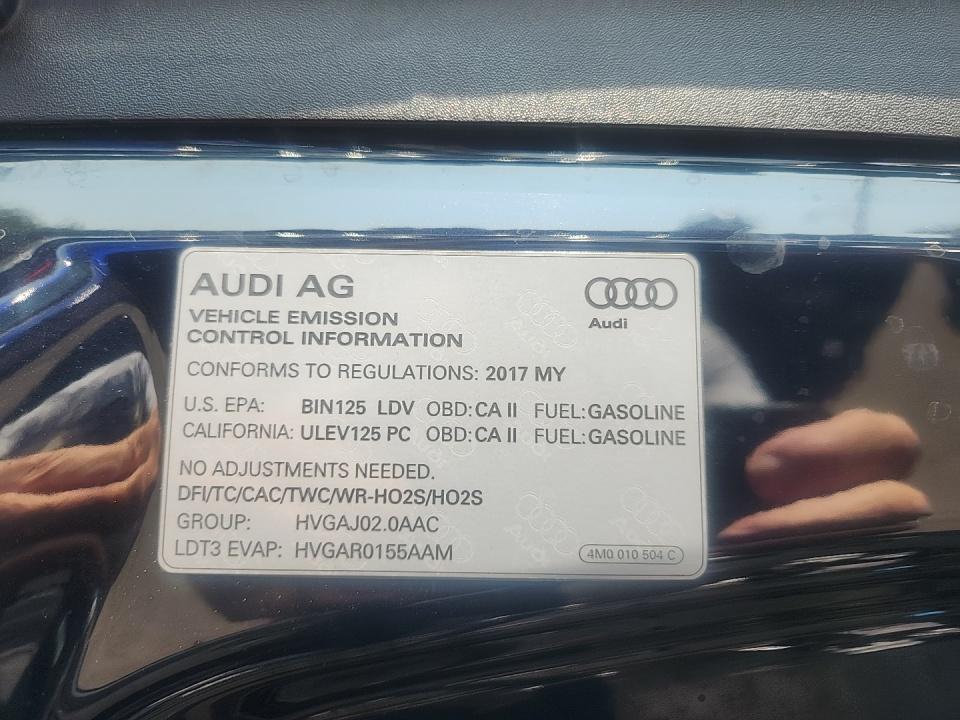 AUDI AG
Audi
VEHICLE EMISSION
CONTROL INFORMATION
CONFORMS TO REGULATIONS: 2017 MY
U.S. EPA: BIN125 LDV OBD:CA II FUEL:GASOLINE
CALIFORNIA: ULEV125 PC OBD:CA II FUEL:GASOLINE
NO ADJUSTMENTS NEEDED.
DFI/TC/CAC/TWC/WR-HO2S/HO2S
GROUP: HVGAJ02.0AAC
LDT3 EVAP: HVGAR0155AAM
4M0 010 504 C